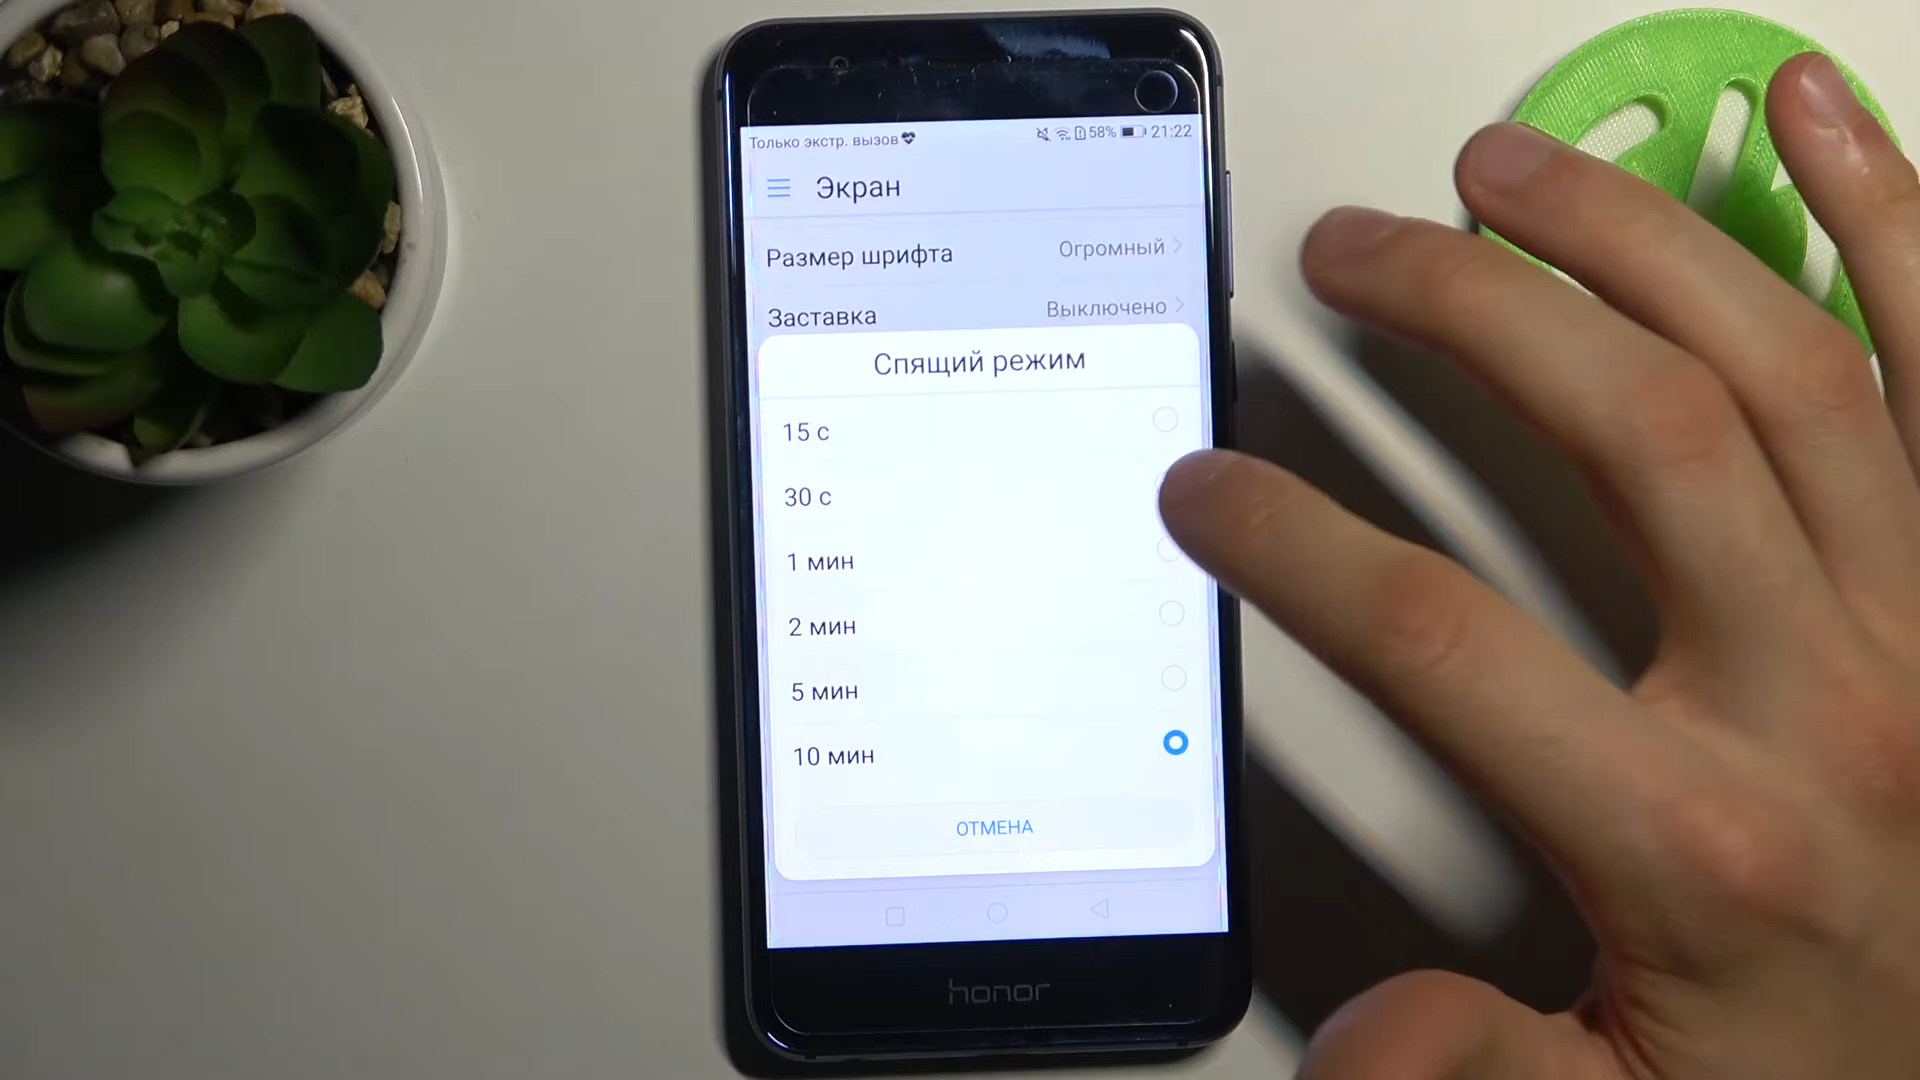 Только экстр. вызов 58% 21:22
Экран
Размер шрифта Огромный
Заставка Выключено
Спящий режим
15 с
30 с
1 мин
2 мин
5 мин
10 мин
ОТМЕНА
honor